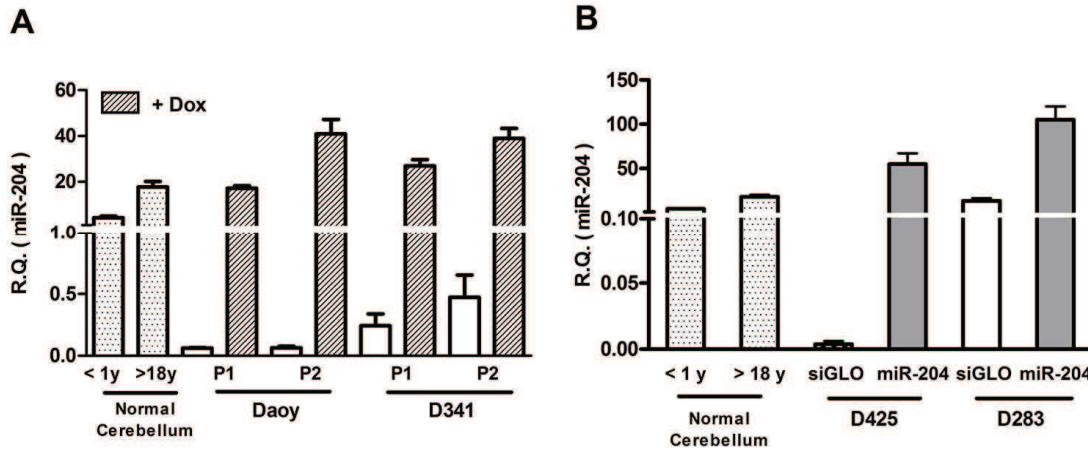 A
R.Q. ( miR-204 )
60
40
20
1.0
0.5
0.0
+ Dox
< 1y >18y P1 P2 P1 P2
Normal
Cerebellum
Daoy
D341
B
R.Q. ( miR-204)
150
100
50
0.10
0.05
0.00
< 1 y > 18 y siGLO miR-204 siGLO miR-204
Normal
Cerebellum
D425
D283